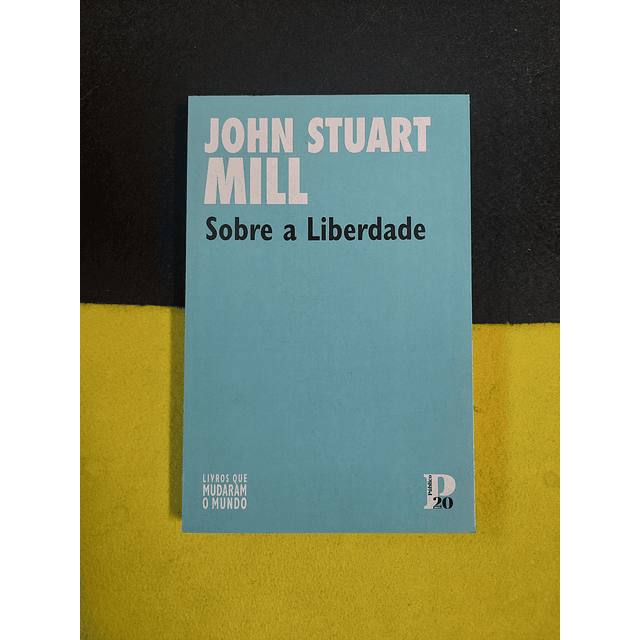 JOHN STUART
MILL
Sobre a Liberdade
LIVROS QUE
MUDARAM
O MUNDO
Público
P
20